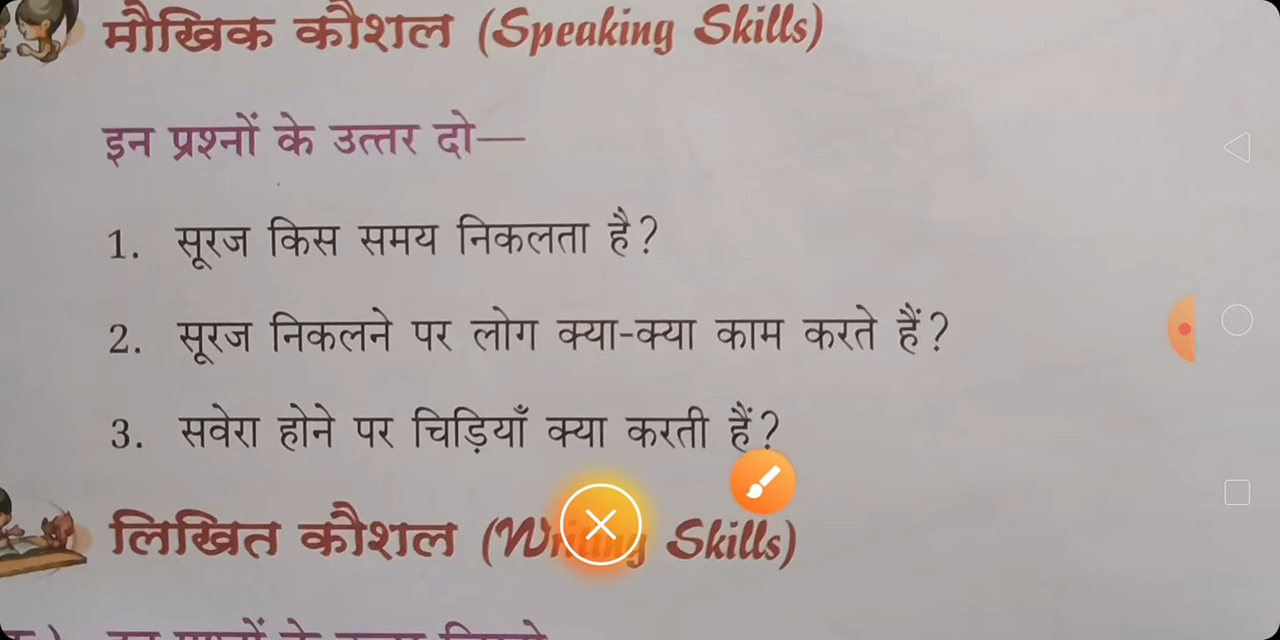 मौखिक कौशल (Speaking Skills)
इन प्रश्नों के उत्तर दो—
1. सूरज किस समय निकलता है?
2. सूरज निकलने पर लोग क्या-क्या काम करते हैं?
3. सवेरा होने पर चिड़ियाँ क्या करती हैं?
लिखित कौशल (Writing Skills)